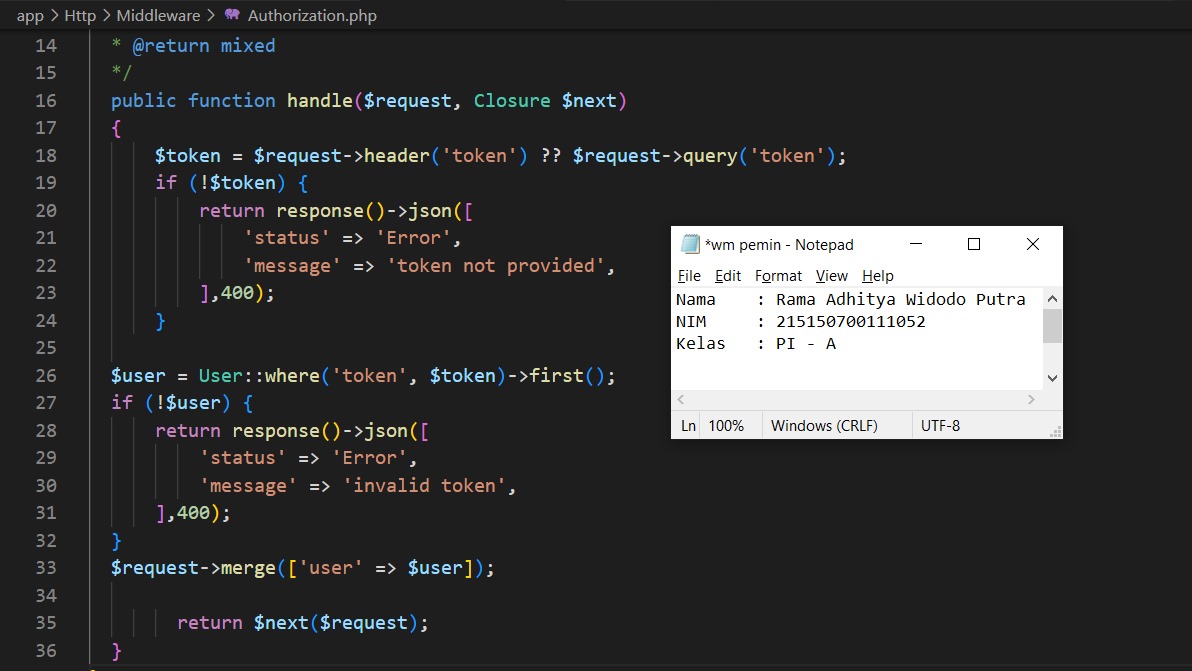 app > Http > Middleware > Authorization.php
14 * @return mixed
15 */
16 public function handle($request, Closure $next)
17 {
18 $token = $request->header('token') ?? $request->query('token');
19 if (!$token) {
20 return response()->json([
21 'status' => 'Error',
22 'message' => 'token not provided',
23 ],400);
24 }
25
26 $user = User::where('token', $token)->first();
27 if (!$user) {
28 return response()->json([
29 'status' => 'Error',
30 'message' => 'invalid token',
31 ],400);
32 }
33 $request->merge(['user' => $user]);
34
35 return $next($request);
36 }
*wm pemin - Notepad
File Edit Format View Help
Nama : Rama Adhitya Widodo Putra
NIM : 215150700111052
Kelas : PI - A
Ln 100% Windows (CRLF) UTF-8